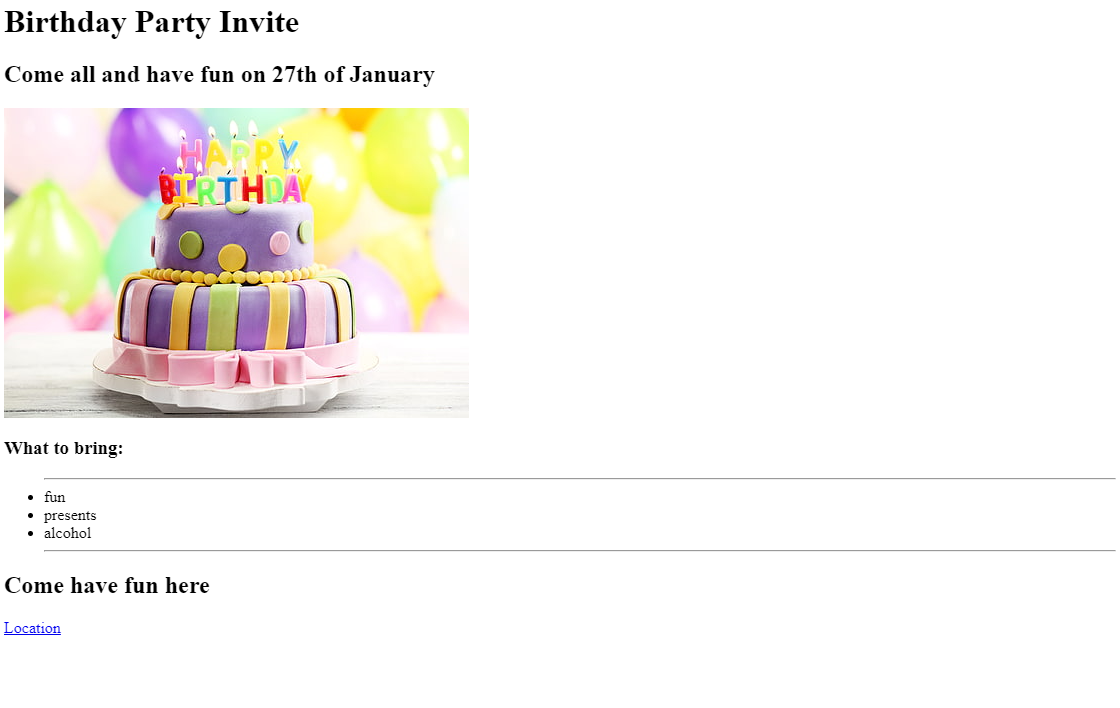 Birthday Party Invite
Come all and have fun on 27th of January
HAPPY
BIRTHDAY
What to bring:
fun
presents
alcohol
Come have fun here
Location